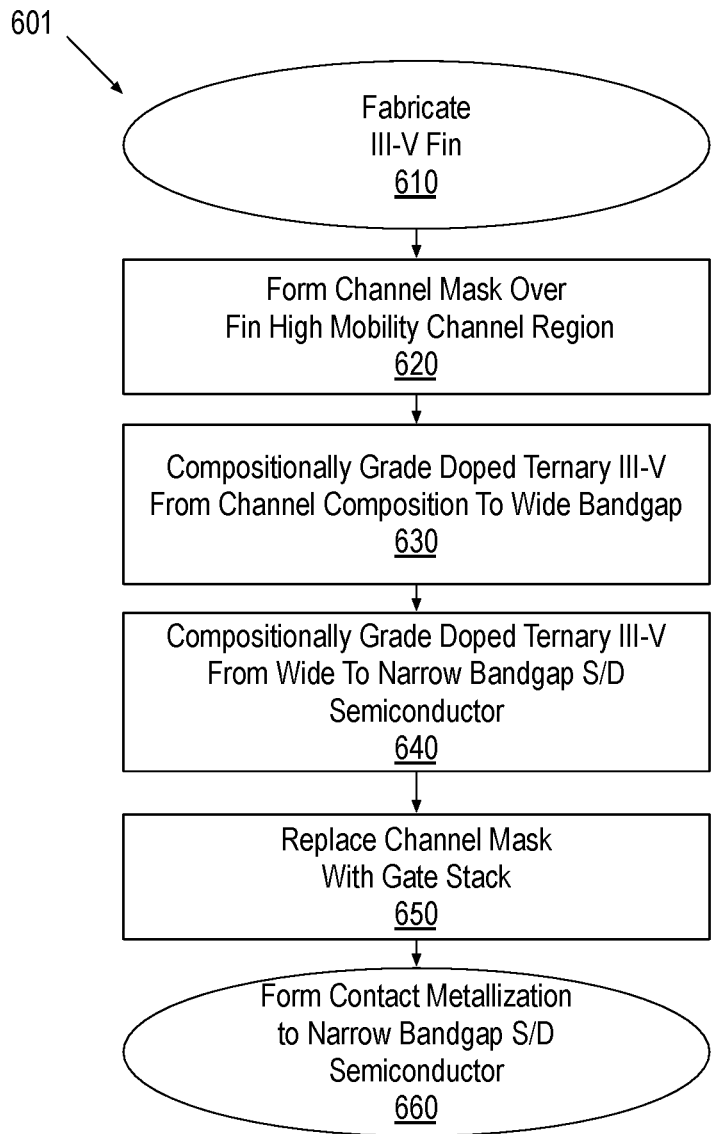 601
Fabricate
III-V Fin
610
Form Channel Mask Over
Fin High Mobility Channel Region
620
Compositionally Grade Doped Ternary III-V
From Channel Composition To Wide Bandgap
630
Compositionally Grade Doped Ternary III-V
From Wide To Narrow Bandgap S/D
Semiconductor
640
Replace Channel Mask
With Gate Stack
650
Form Contact Metallization
to Narrow Bandgap S/D
Semiconductor
660